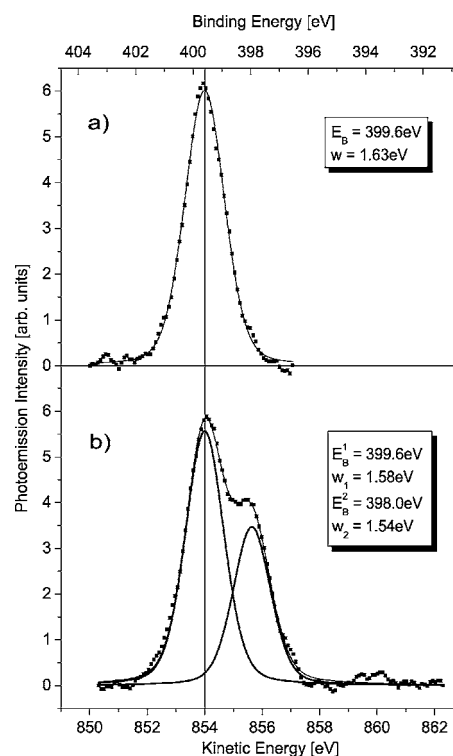 Binding Energy [eV]
404 402 400 398 396 394 392
6
5
4
3
2
1
0
a)
E_B = 399.6eV
w = 1.63eV
Photoemission Intensity [arb. units]
6
5
4
3
2
1
0
b)
E_B^1 = 399.6eV
w_1 = 1.58eV
E_B^2 = 398.0eV
w_2 = 1.54eV
850 852 854 856 858 860 862
Kinetic Energy [eV]